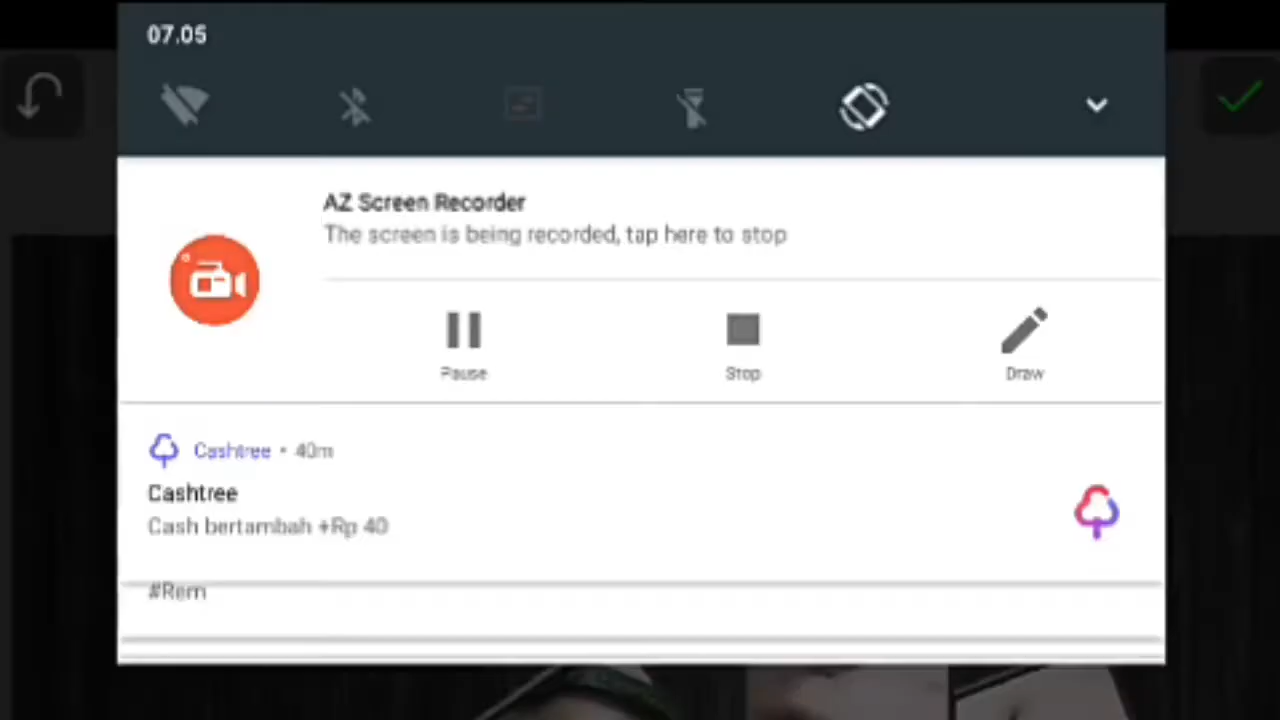 07.05
AZ Screen Recorder
The screen is being recorded, tap here to stop
Pause
Stop
Draw
Cashtree • 40m
Cashtree
Cash bertambah +Rp 40
#Rem